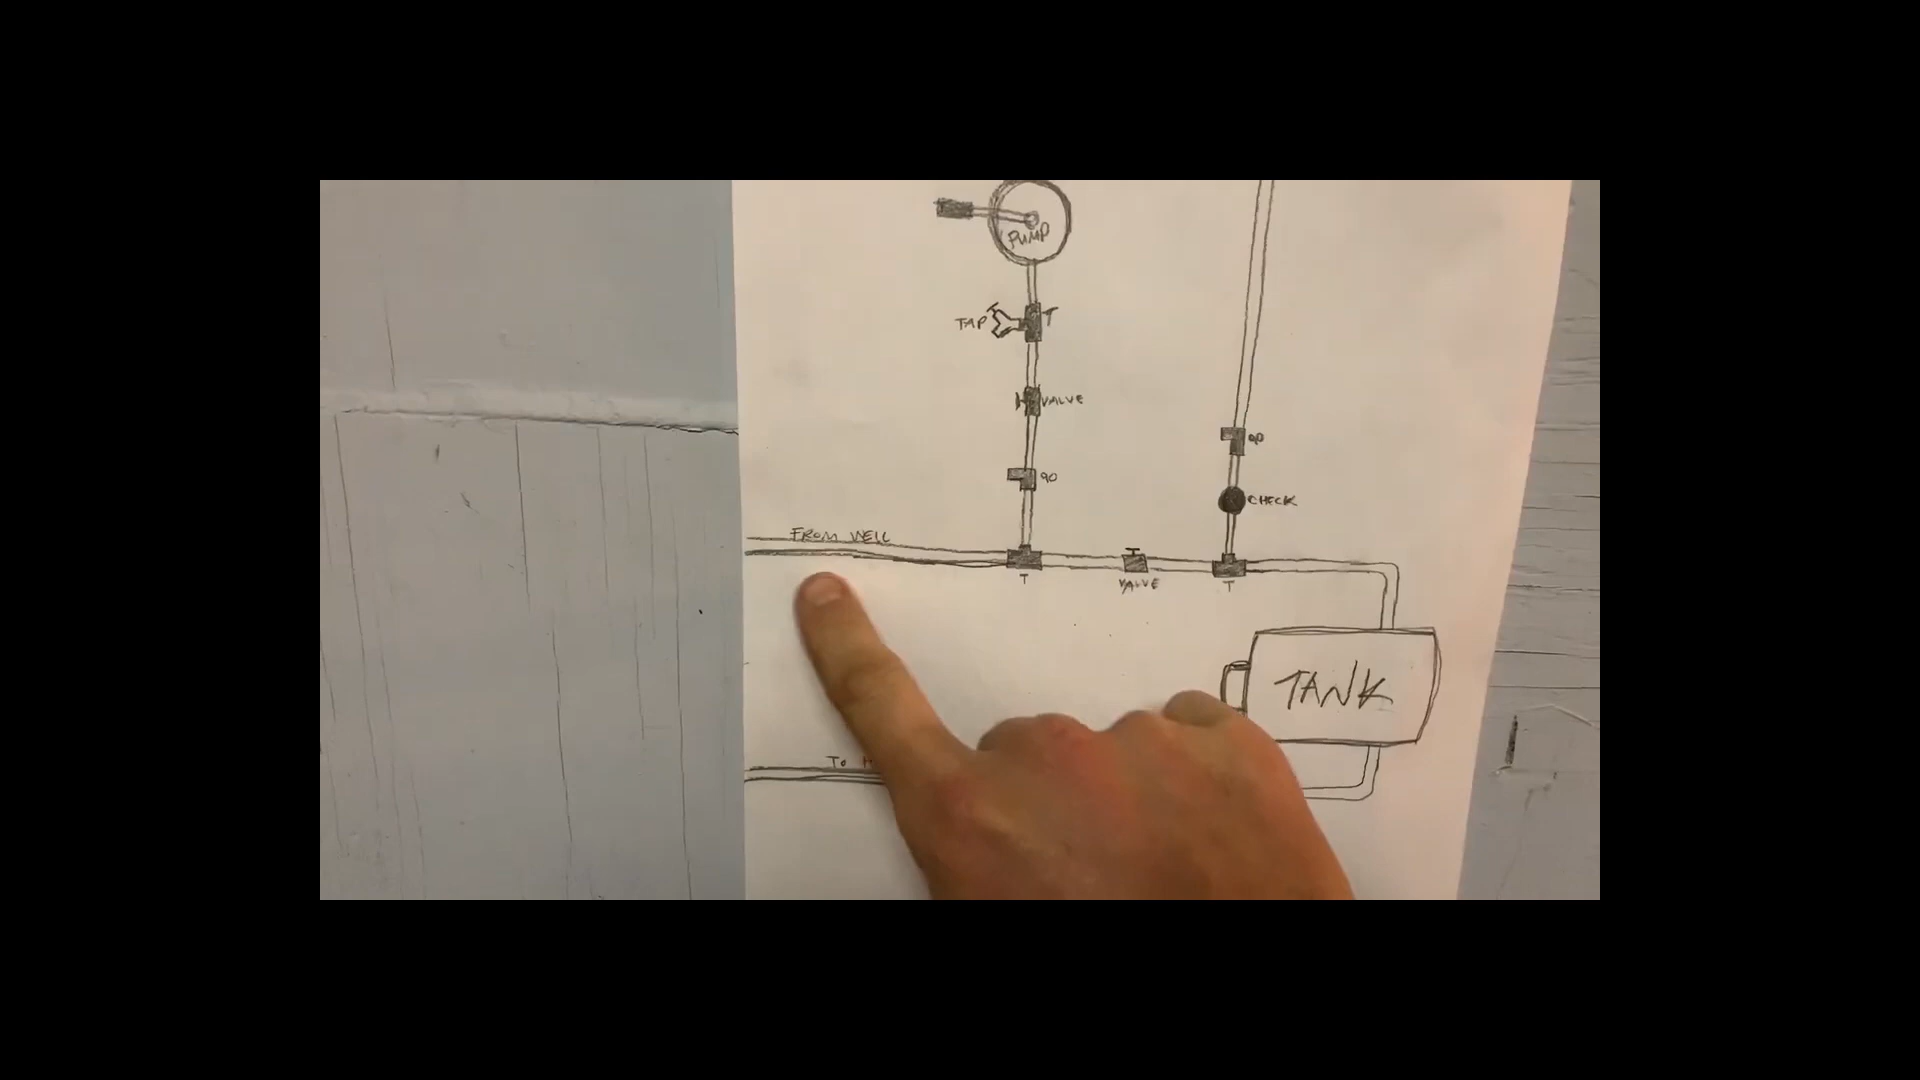 PUMP
TAP
T
VALVE
90
90
CHECK
FROM WELL
T
VALVE
T
TANK
To